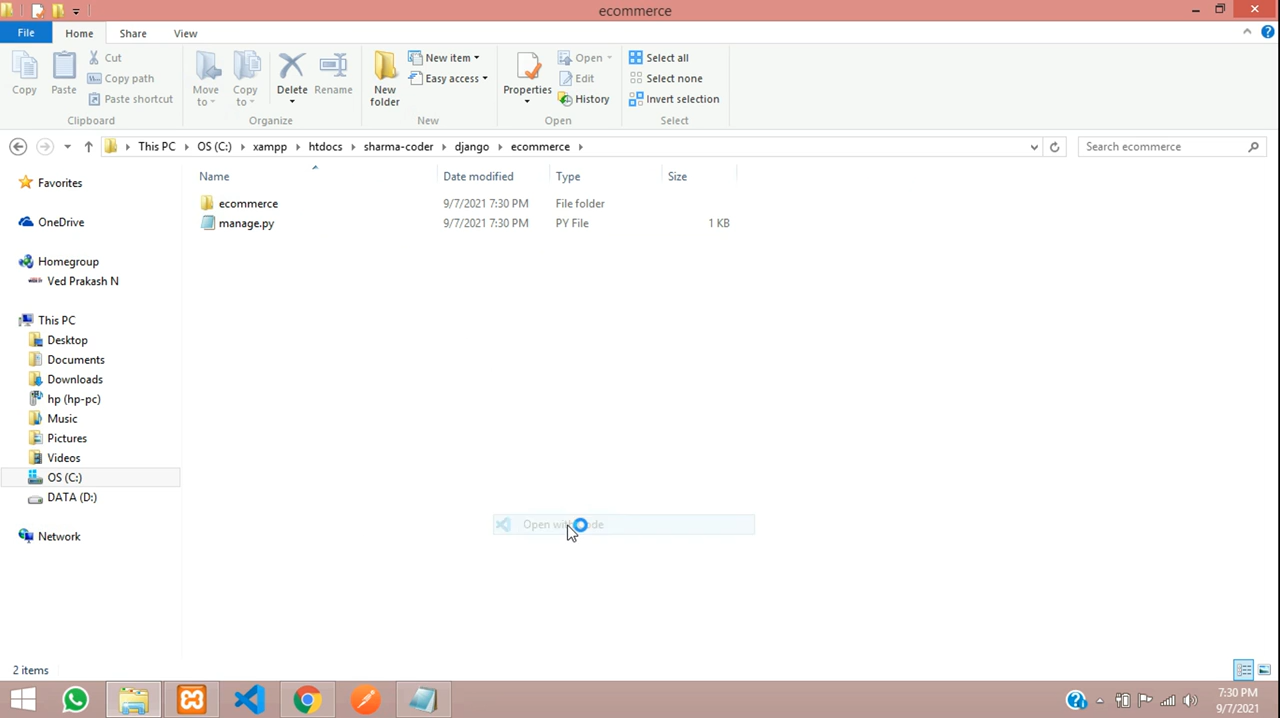 ecommerce
File Home Share View
Copy Paste Cut Copy path Paste shortcut Move to Copy to Delete Rename New folder New item Easy access Properties Open Edit History Select all Select none Invert selection
Clipboard Organize New Open Select
This PC OS (C:) xampp htdocs sharma-coder django ecommerce Search ecommerce
Name Date modified Type Size
Favorites
OneDrive
Homegroup
Ved Prakash N
This PC
Desktop
Documents
Downloads
hp (hp-pc)
Music
Pictures
Videos
OS (C:)
DATA (D:)
Network
ecommerce 9/7/2021 7:30 PM File folder
manage.py 9/7/2021 7:30 PM PY File 1 KB
Open with
2 items
7:30 PM
9/7/2021